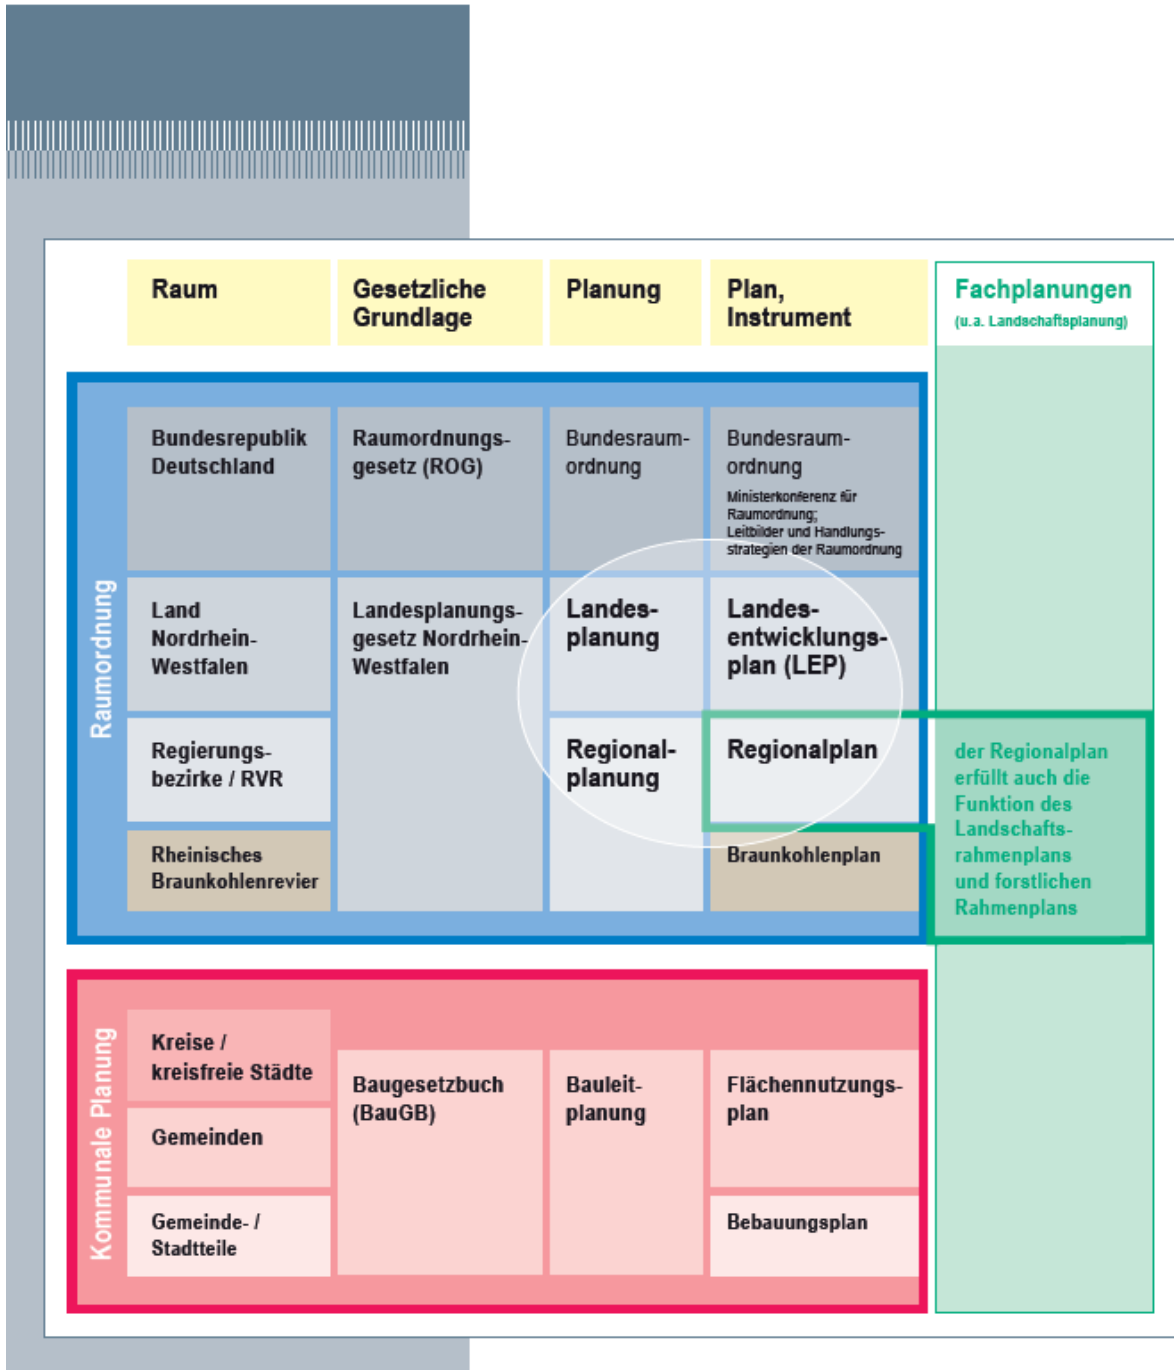 Raum
Gesetzliche
Grundlage
Planung
Plan,
Instrument
Fachplanungen
(u.a. Landschaftsplanung)
Raumordnung
Bundesrepublik
Deutschland
Raumordnungs-
gesetz (ROG)
Bundesraum-
ordnung
Bundesraum-
ordnung
Ministerkonferenz für
Raumordnung;
Leitbilder und Handlungs-
strategien der Raumordnung
Land
Nordrhein-
Westfalen
Landesplanungs-
gesetz Nordrhein-
Westfalen
Landes-
planung
Landes-
entwicklungs-
plan (LEP)
Regierungs-
bezirke / RVR
Regional-
planung
Regionalplan
der Regionalplan
erfüllt auch die
Funktion des
Landschafts-
rahmenplans
und forstlichen
Rahmenplans
Rheinisches
Braunkohlenrevier
Braunkohlenplan
Kommunale Planung
Kreise /
kreisfreie Städte
Baugesetzbuch
(BauGB)
Bauleit-
planung
Flächennutzungs-
plan
Gemeinden
Gemeinde- /
Stadtteile
Bebauungsplan